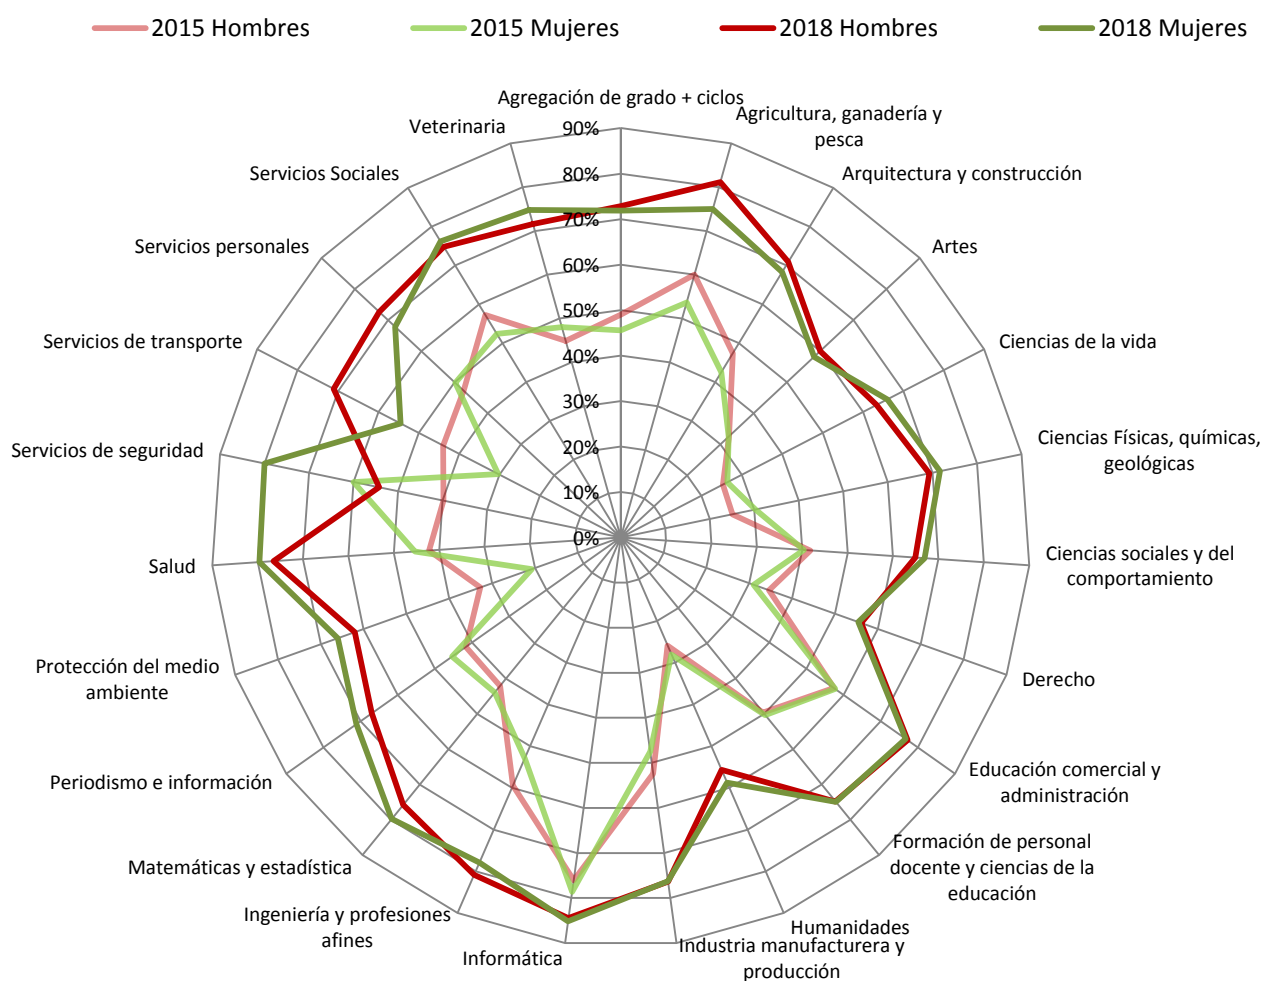 2015 Hombres
2015 Mujeres
2018 Hombres
2018 Mujeres
Agregación de grado + ciclos
Agricultura, ganadería y
pesca
Arquitectura y construcción
Artes
Ciencias de la vida
Ciencias Físicas, químicas,
geológicas
Ciencias sociales y del
comportamiento
Derecho
Educación comercial y
administración
Formación de personal
docente y ciencias de la
educación
Humanidades
Industria manufacturera y
producción
Informática
Ingeniería y profesiones
afines
Matemáticas y estadística
Periodismo e información
Protección del medio
ambiente
Salud
Servicios de seguridad
Servicios de transporte
Servicios personales
Servicios Sociales
Veterinaria
90%
80%
70%
60%
50%
40%
30%
20%
10%
0%